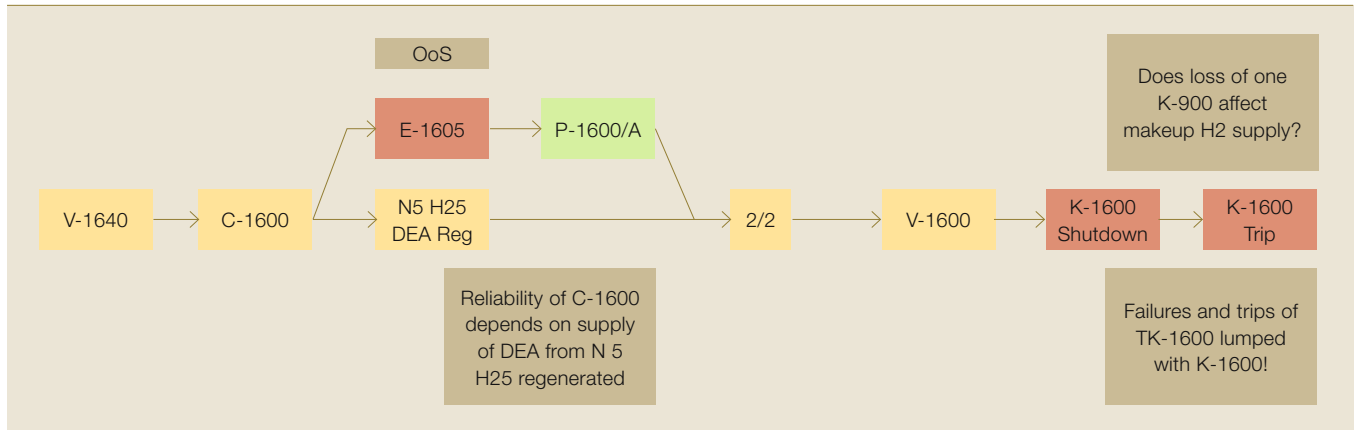 OoS
Does loss of one
K-900 affect
makeup H2 supply?
E-1605
P-1600/A
V-1640
C-1600
N5 H25
DEA Reg
2/2
V-1600
K-1600
Shutdown
K-1600
Trip
Reliability of C-1600
depends on supply
of DEA from N 5
H25 regenerated
Failures and trips of
TK-1600 lumped
with K-1600!